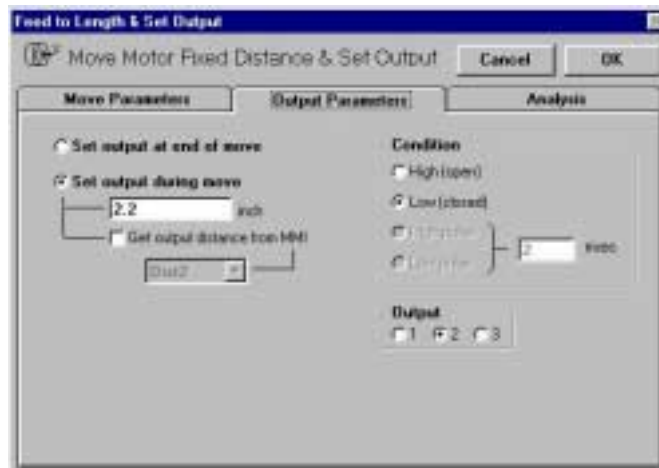 Feed to Length & Set Output
Move Motor Fixed Distance & Set Output
Cancel
OK
Move Parameters
Output Parameters
Analysis
Set output at end of move
Set output during move
2.2
inch
Get output distance from MMI
Dist2
Condition
High (open)
Low (closed)
2
msec
Output
1 2 3